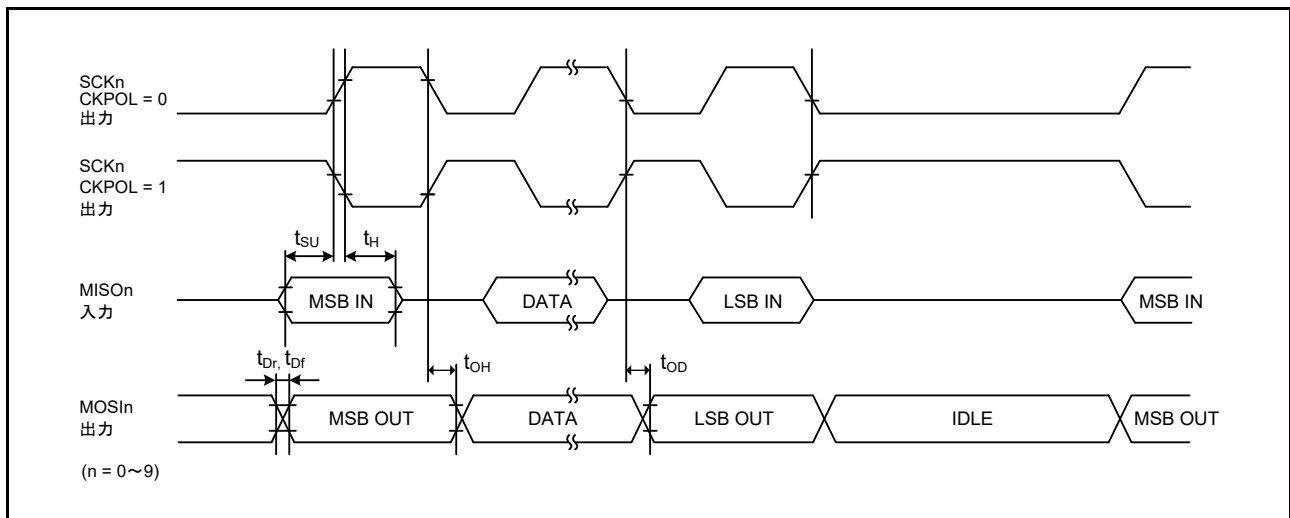 SCKn
CKPOL = 0
出力
SCKn
CKPOL = 1
出力
tSU
tH
MISOn
入力
MSB IN
DATA
LSB IN
MSB IN
tDr, tDf
tOH
tOD
MOSIn
出力
MSB OUT
DATA
LSB OUT
IDLE
MSB OUT
(n = 0～9)